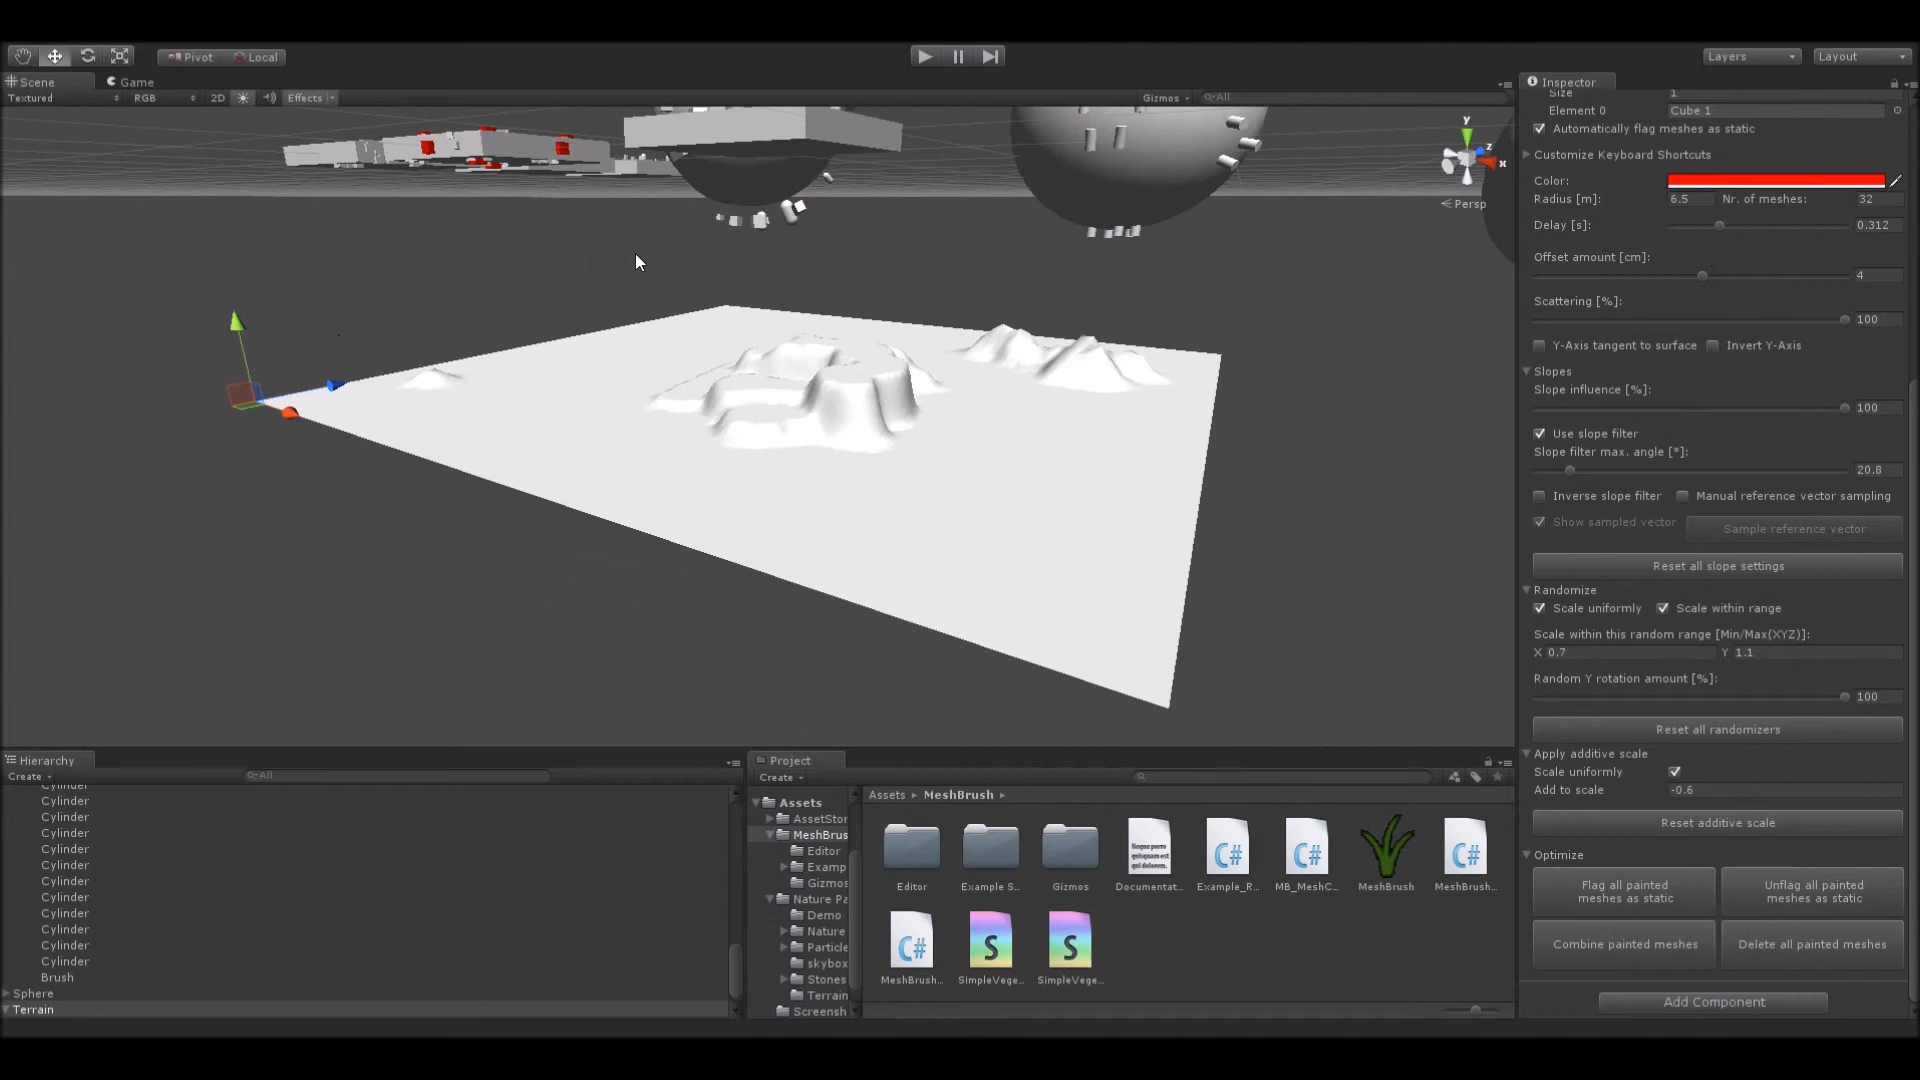 Pivot
Local
Layers
Layout
Scene
Game
Textured
RGB
2D
Effects
Gizmos
All
y
z
x
Persp
Inspector
Size
1
Element 0
Cube 1
Automatically flag meshes as static
Customize Keyboard Shortcuts
Color:
Radius [m]:
6.5
Nr. of meshes:
32
Delay [s]:
0.312
Offset amount [cm]:
4
Scattering [%]:
100
Y-Axis tangent to surface
Invert Y-Axis
Slopes
Slope influence [%]:
100
Use slope filter
Slope filter max. angle [°]:
20.8
Inverse slope filter
Manual reference vector sampling
Show sampled vector
Sample reference vector
Reset all slope settings
Randomize
Scale uniformly
Scale within range
Scale within this random range [Min/Max(XYZ)]:
X 0.7
Y 1.1
Random Y rotation amount [%]:
100
Reset all randomizers
Apply additive scale
Scale uniformly
Add to scale
-0.6
Reset additive scale
Optimize
Flag all painted
meshes as static
Unflag all painted
meshes as static
Combine painted meshes
Delete all painted meshes
Add Component
Hierarchy
Create
All
Cylinder
Cylinder
Cylinder
Cylinder
Cylinder
Cylinder
Cylinder
Cylinder
Cylinder
Cylinder
Cylinder
Brush
Sphere
Terrain
Project
Create
Assets
AssetStor
MeshBrus
Editor
Examp
Gizmos
Nature Pa
Demo
Nature
Particle
skybox
Stones
Terrain
Screensh
Assets
MeshBrush
Neque porro
quisquam est
qui dolorem.
C#
C#
C#
Editor
Example S...
Gizmos
Documentat...
Example_R...
MB_MeshC...
MeshBrush
MeshBrush...
C#
S
S
MeshBrush...
SimpleVege...
SimpleVege...